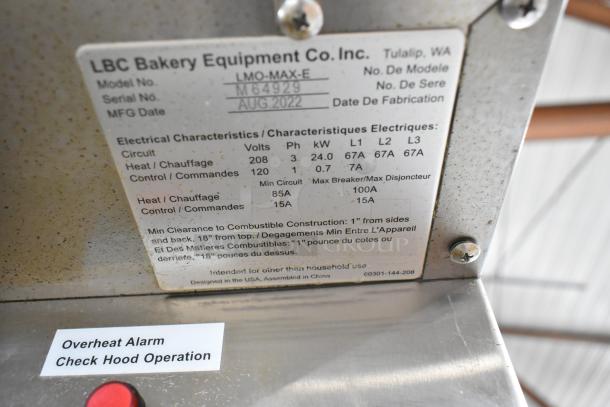 LBC Bakery Equipment Co. Inc. Tulalip, WA
Model No. LMO-MAX-E No. De Modele
Serial No. M64929 No. De Sere
MFG Date AUG 2022 Date De Fabrication
Electrical Characteristics / Characteristiques Electriques:
Circuit Volts Ph kW L1 L2 L3
Heat / Chauffage 208 3 24.0 67A 67A 67A
Control / Commandes 120 1 0.7 7A
Min Circuit Max Breaker/Max Disjoncteur
Heat / Chauffage 85A 100A
Control / Commandes 15A 15A
Min Clearance to Combustible Construction: 1" from sides
and back, 18" from top. / Degagements Min Entre L'Appareil
Et Des Matieres Combustibles: "1" pouce du cotes ou
derriete, "18" pouces du dessus.
GROUP
Intended for other than household use
Designed in the USA, Assembled in China 60301-144-208
Overheat Alarm
Check Hood Operation